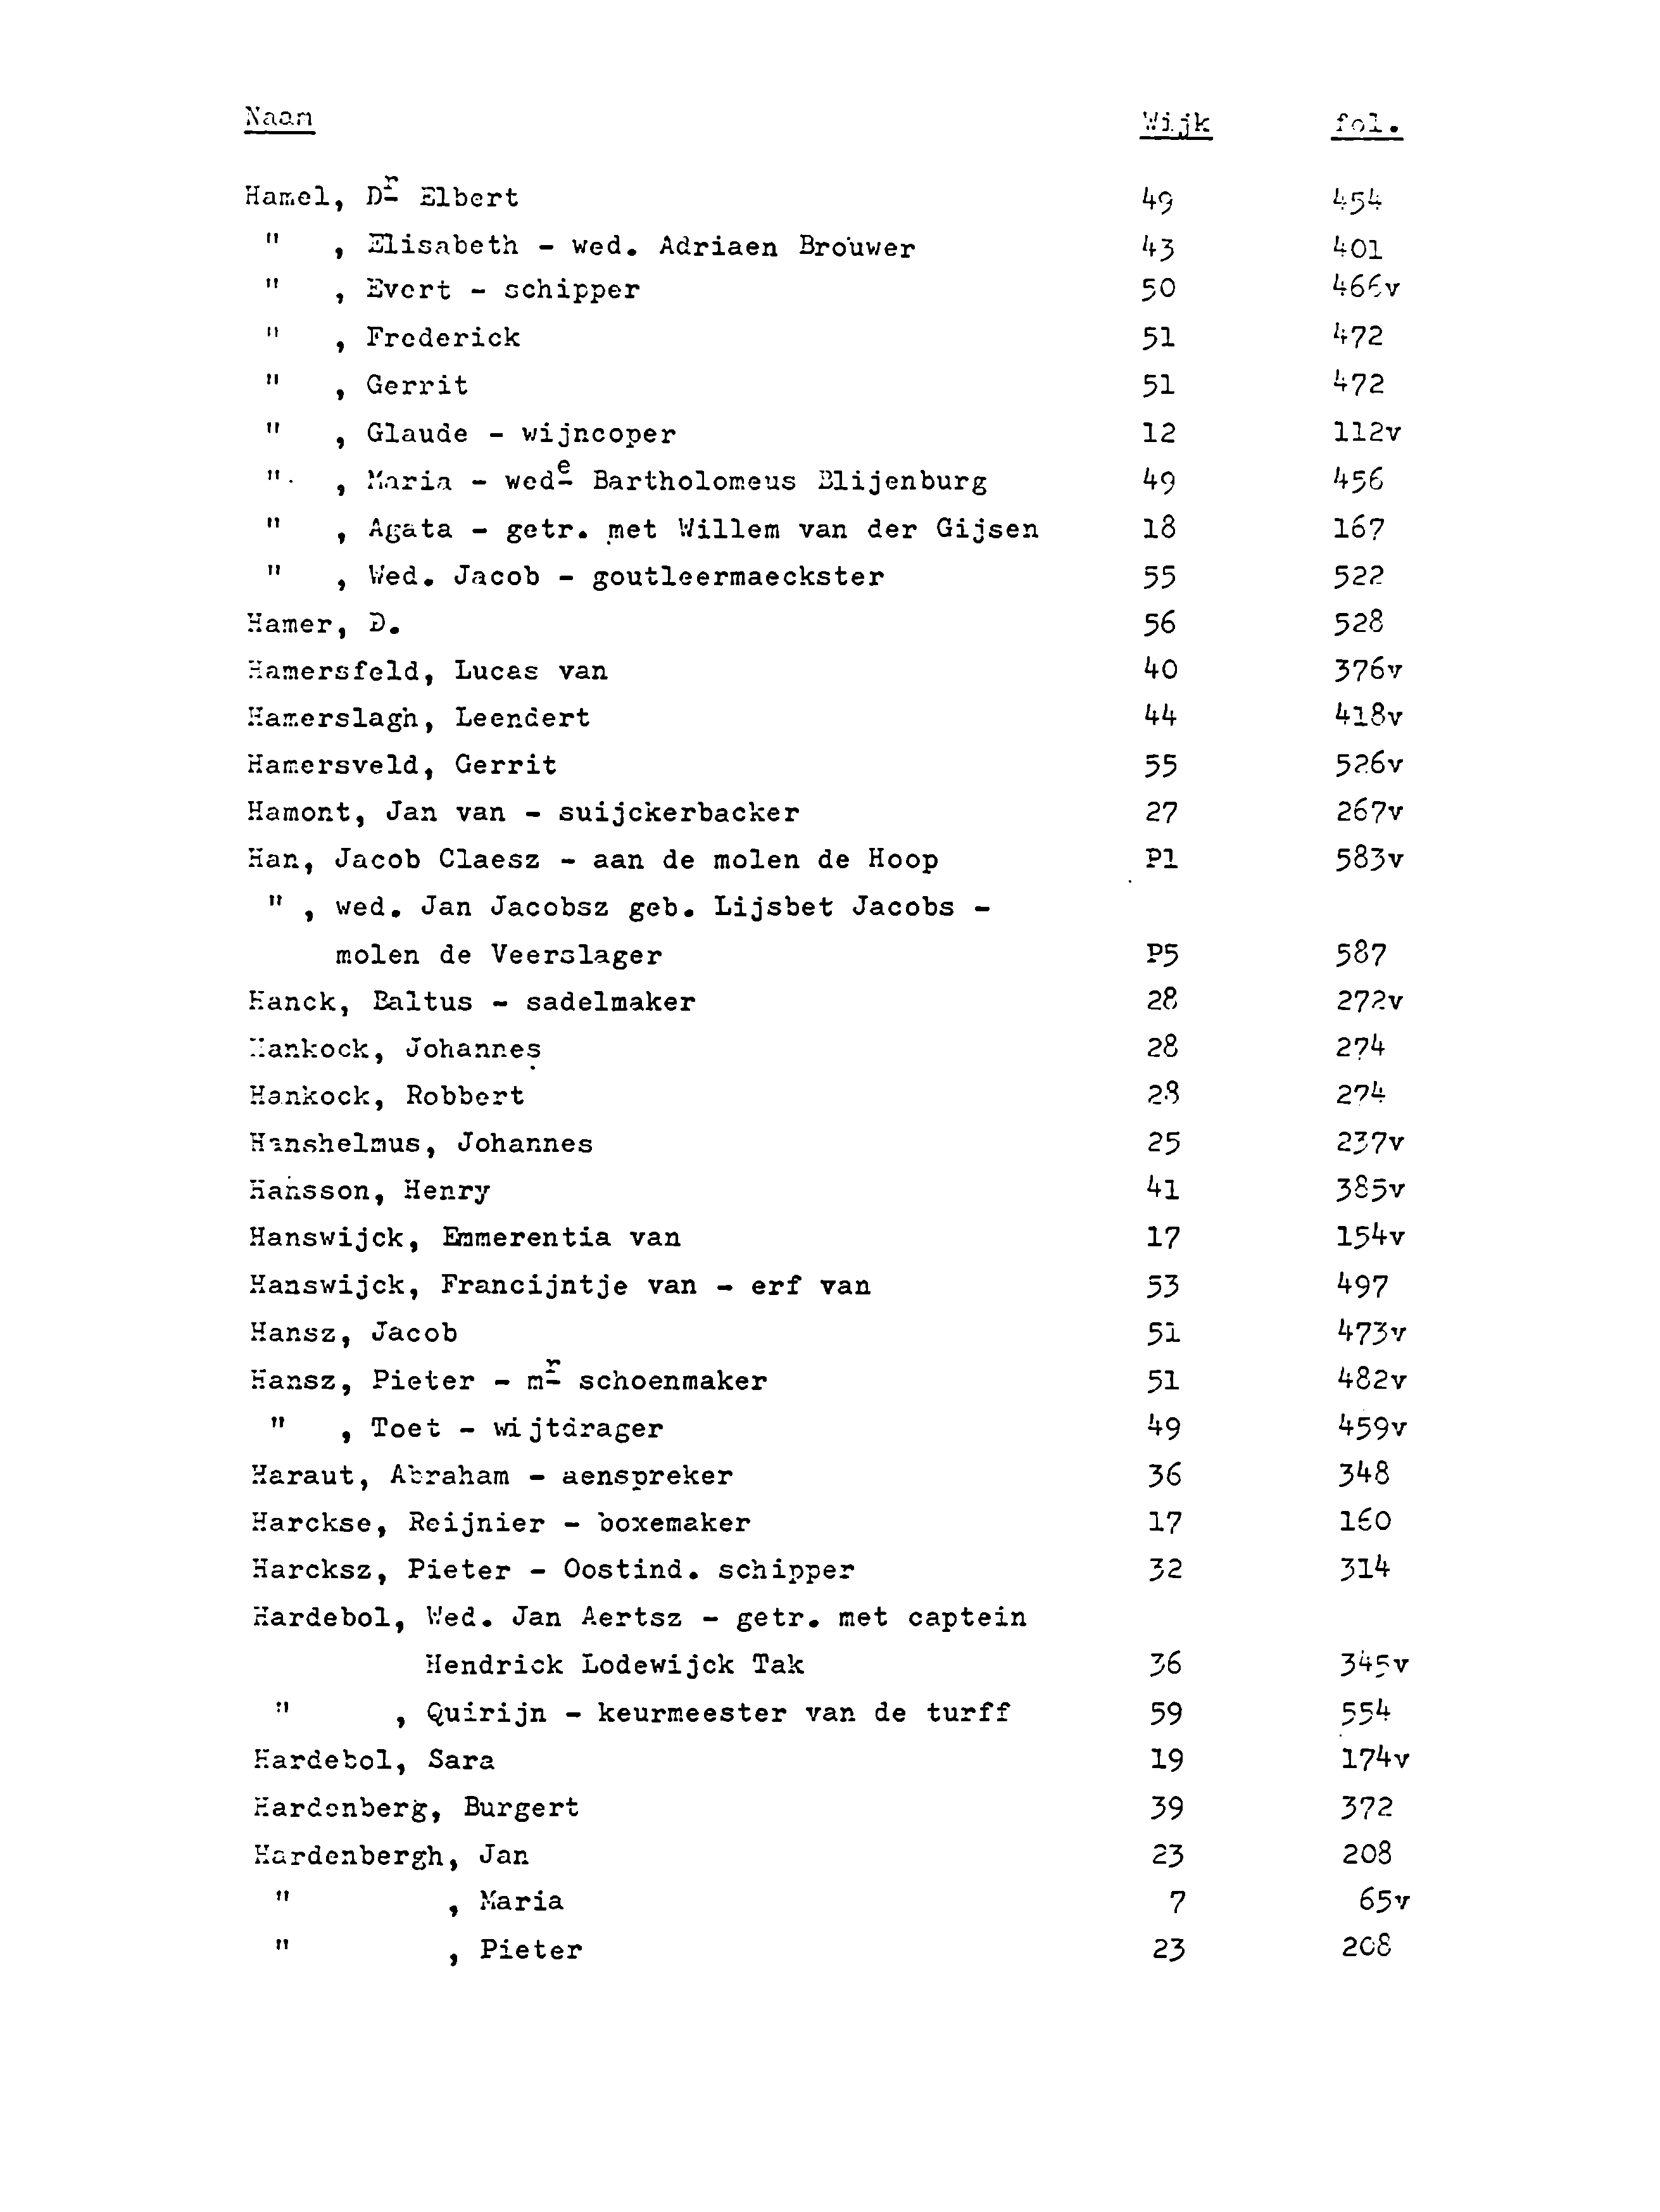 Naam Wijk fol.
Hamel, Dr Elbert 49 454
" , Elisabeth - wed. Adriaen Brouwer 43 401
" , Evert - schipper 50 466v
" , Frederick 51 472
" , Gerrit 51 472
" , Glaude - wijncoper 12 112v
" , Maria - wede Bartholomeus Blijenburg 49 456
" , Agata - getr. met Willem van der Gijsen 18 167
" , Wed. Jacob - goutleermaeckster 55 522
Hamer, D. 56 528
Hamersfeld, Lucas van 40 376v
Hamerslagh, Leendert 44 418v
Hamersveld, Gerrit 55 526v
Hamont, Jan van - suijckerbacker 27 267v
Han, Jacob Claesz - aan de molen de Hoop P1 583v
" , wed. Jan Jacobsz geb. Lijsbet Jacobs -
molen de Veerslager P5 587
Hanck, Baltus - sadelmaker 28 272v
Hankock, Johannes 28 274
Hankock, Robbert 28 274
Hanshelmus, Johannes 25 237v
Hansson, Henry 41 385v
Hanswijck, Emmerentia van 17 154v
Hanswijck, Francijntje van - erf van 53 497
Hansz, Jacob 51 473v
Hansz, Pieter - mr schoenmaker 51 482v
" , Toet - wijtdrager 49 459v
Haraut, Abraham - aenspreker 36 348
Harckse, Reijnier - boxemaker 17 160
Harcksz, Pieter - Oostind. schipper 32 314
Hardebol, Wed. Jan Aertsz - getr. met captein
Hendrick Lodewijck Tak 36 345v
" , Quirijn - keurmeester van de turff 59 554
Hardebol, Sara 19 174v
Hardenberg, Burgert 39 372
Hardenbergh, Jan 23 208
" , Maria 7 65v
" , Pieter 23 208